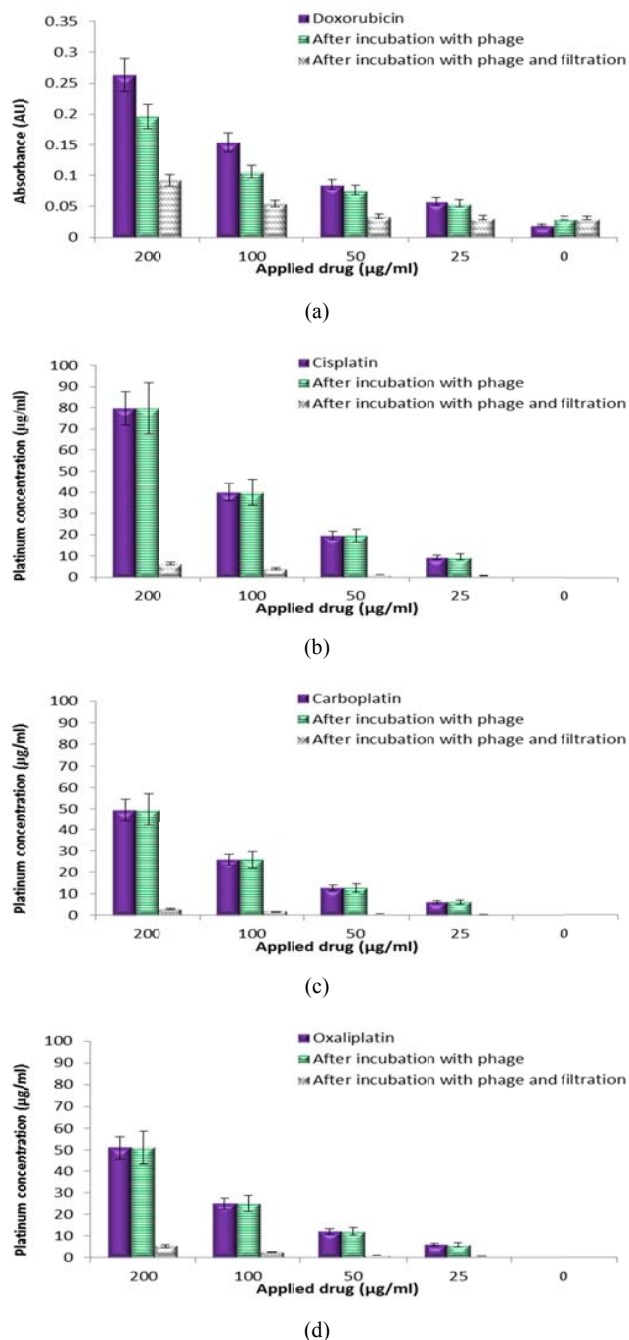 Doxorubicin
After incubation with phage
After incubation with phage and filtration
Absorbance (AU)
0.35
0.3
0.25
0.2
0.15
0.1
0.05
0
200 100 50 25 0
Applied drug (µg/ml)
(a)
Cisplatin
After incubation with phage
After incubation with phage and filtration
Platinum concentration (µg/ml)
100
90
80
70
60
50
40
30
20
10
0
200 100 50 25 0
Applied drug (µg/ml)
(b)
Carboplatin
After incubation with phage
After incubation with phage and filtration
Platinum concentration (µg/ml)
100
90
80
70
60
50
40
30
20
10
0
200 100 50 25 0
Applied drug (µg/ml)
(c)
Oxaliplatin
After incubation with phage
After incubation with phage and filtration
Platinum concentration (µg/ml)
100
90
80
70
60
50
40
30
20
10
0
200 100 50 25 0
Applied drug (µg/ml)
(d)